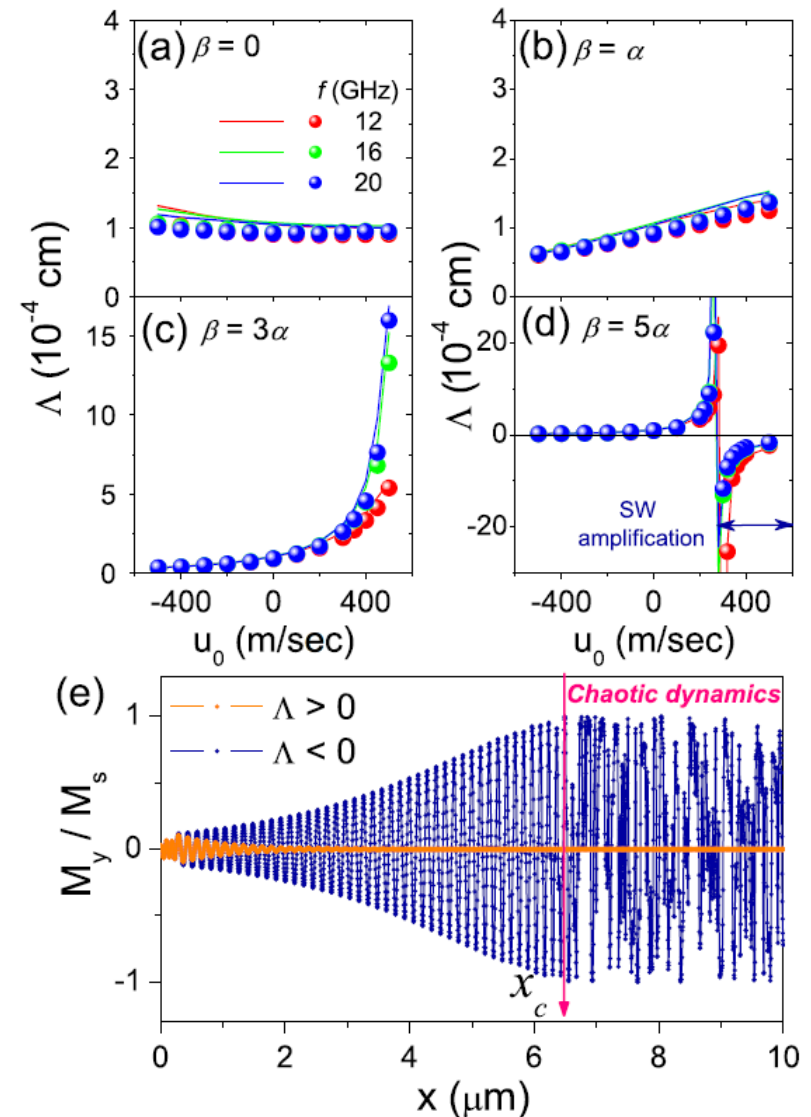 (a) β = 0
f (GHz)
12
16
20
4
3
2
1
0
(b) β = α
4
3
2
1
0
(c) β = 3α
15
10
5
0
(d) β = 5α
20
0
-20
SW
amplification
Λ (10⁻⁴ cm)
Λ (10⁻⁴ cm)
-400 0 400
-400 0 400
u₀ (m/sec)
u₀ (m/sec)
(e)
Λ > 0
Λ < 0
Chaotic dynamics
1
0
-1
M_y / M_s
x_c
0 2 4 6 8 10
x (μm)